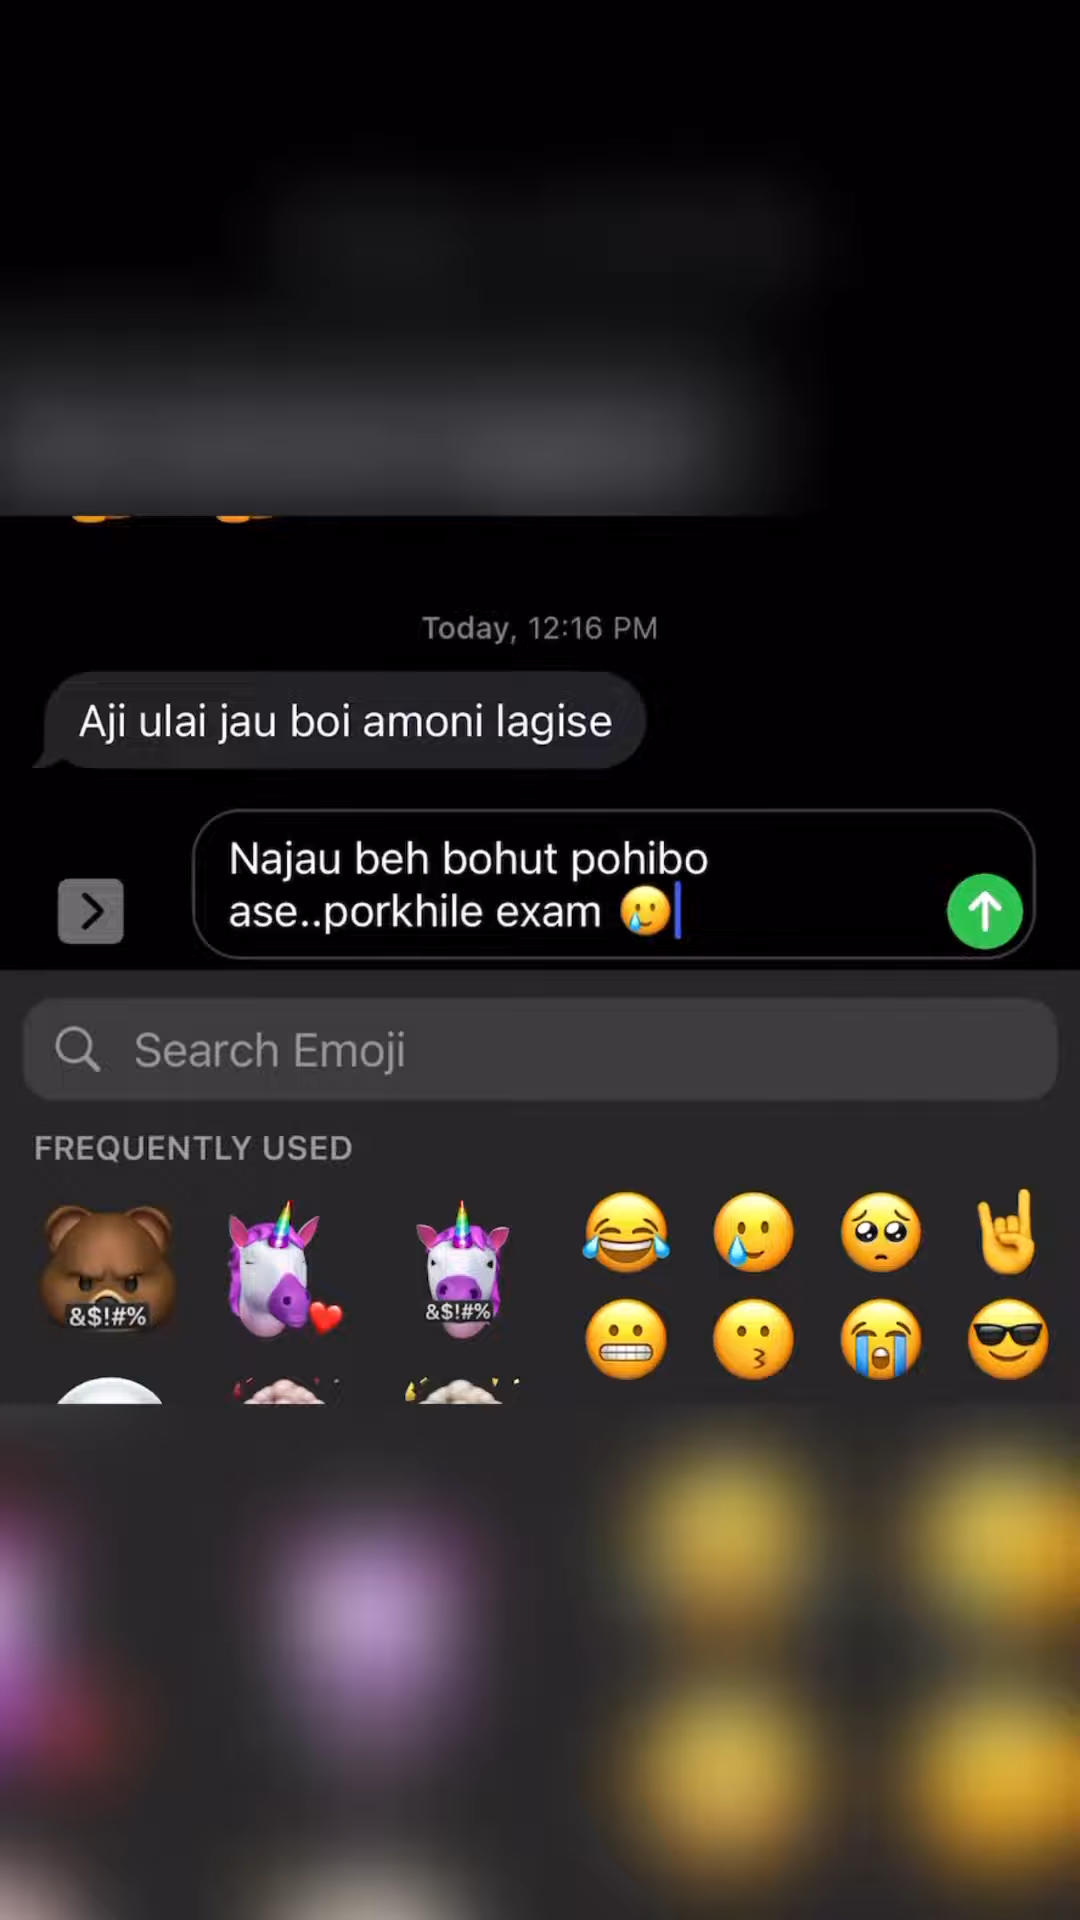 Today, 12:16 PM
Aji ulai jau boi amoni lagise
Najau beh bohut pohibo
ase..porkhile exam 🥲
Search Emoji
FREQUENTLY USED
&$!#%
&$!#%